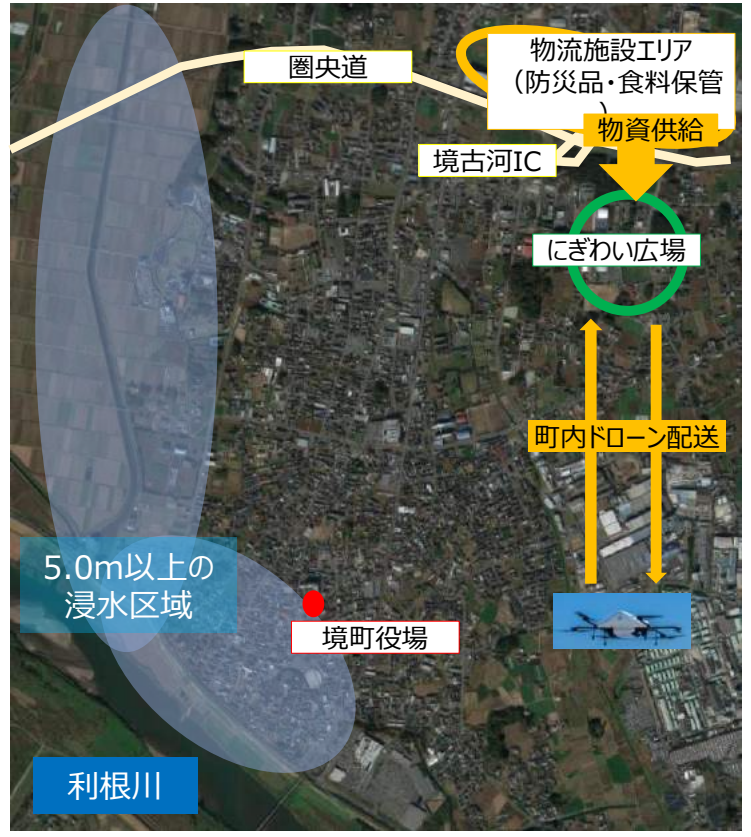 圏央道
物流施設エリア
(防災品・食料保管
)
物資供給
境古河IC
にぎわい広場
町内ドローン配送
5.0m以上の
浸水区域
境町役場
利根川